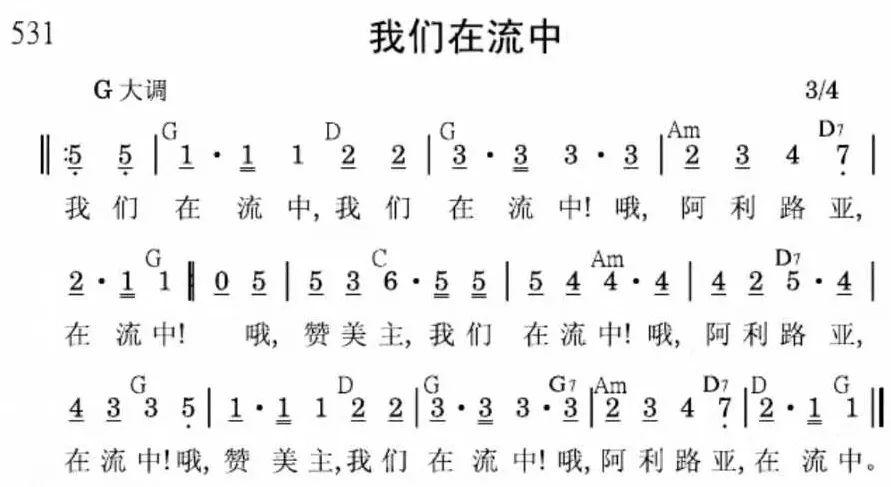 531 我们在流中
G 大调 3/4
G D G Am D7
‖: 5 5 | 1 · 1 1 2 2 | 3 · 3 3 · 3 | 2 3 4 7 |
我们 在 流 中, 我 们 在 流 中! 哦, 阿 利 路 亚,
G C Am D7
2 · 1 1 ‖ 0 5 | 5 3 6 · 5 5 | 5 4 4 · 4 | 4 2 5 · 4 |
在 流 中! 哦, 赞 美 主, 我 们 在 流 中! 哦, 阿 利 路 亚,
G D G G7 Am D7 D G
4 3 3 5 | 1 · 1 1 2 2 | 3 · 3 3 · 3 | 2 3 4 7 | 2 · 1 1 ‖
在 流 中! 哦, 赞 美 主, 我 们 在 流 中! 哦, 阿 利 路 亚, 在 流 中。